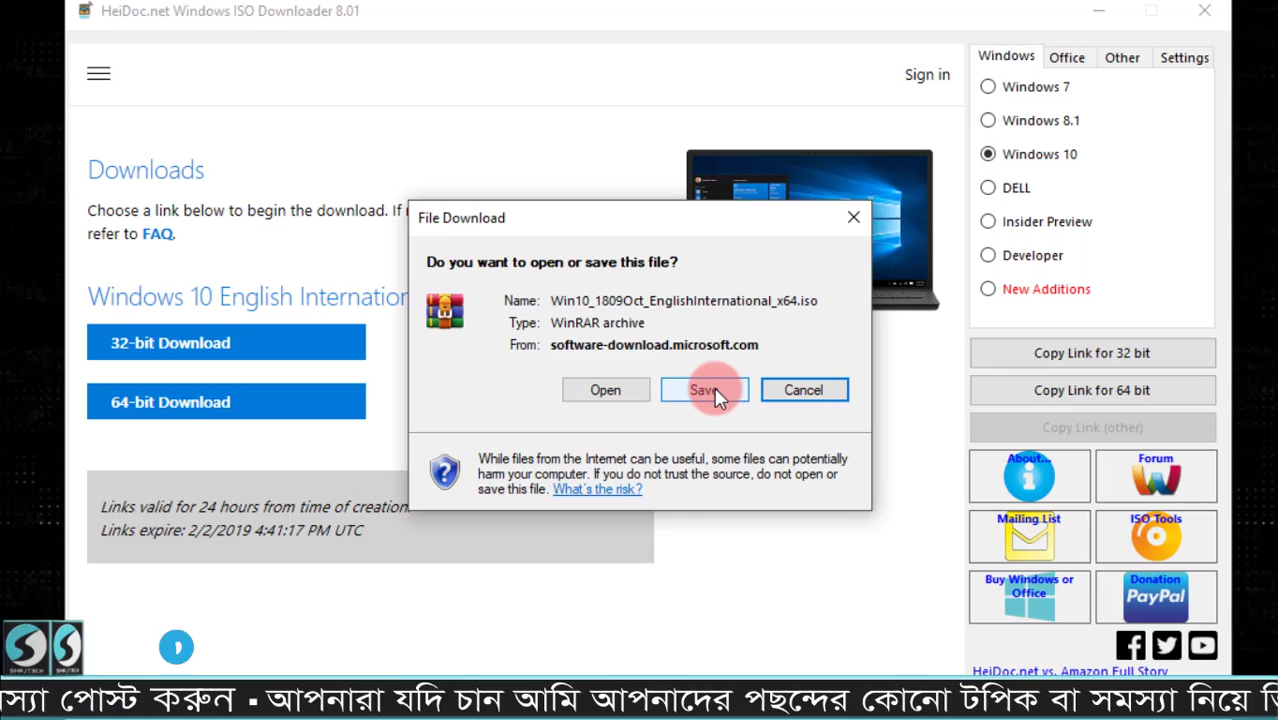 HeiDoc.net Windows ISO Downloader 8.01
Sign in
Downloads
Choose a link below to begin the download. If
refer to FAQ.
Windows 10 English Internation
32-bit Download
64-bit Download
Links valid for 24 hours from time of creation.
Links expire: 2/2/2019 4:41:17 PM UTC
File Download
Do you want to open or save this file?
Name: Win10_1809Oct_EnglishInternational_x64.iso
Type: WinRAR archive
From: software-download.microsoft.com
Open
Save
Cancel
While files from the Internet can be useful, some files can potentially
harm your computer. If you do not trust the source, do not open or
save this file. What's the risk?
Windows Office Other Settings
Windows 7
Windows 8.1
Windows 10
DELL
Insider Preview
Developer
New Additions
Copy Link for 32 bit
Copy Link for 64 bit
Copy Link (other)
About...
Forum
Mailing List
ISO Tools
Buy Windows or
Office
Donation
PayPal
HeiDoc.net vs. Amazon Full Story
SHRJTECH SHRJTECH
স্যা পোস্ট করুন - আপনারা যদি চান আমি আপনাদের পছন্দের কোনো টপিক বা সমস্যা নিয়ে